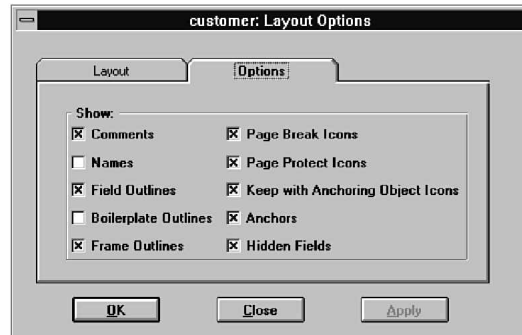 customer: Layout Options
Layout Options
Show:
Comments Page Break Icons
Names Page Protect Icons
Field Outlines Keep with Anchoring Object Icons
Boilerplate Outlines Anchors
Frame Outlines Hidden Fields
OK Close Apply